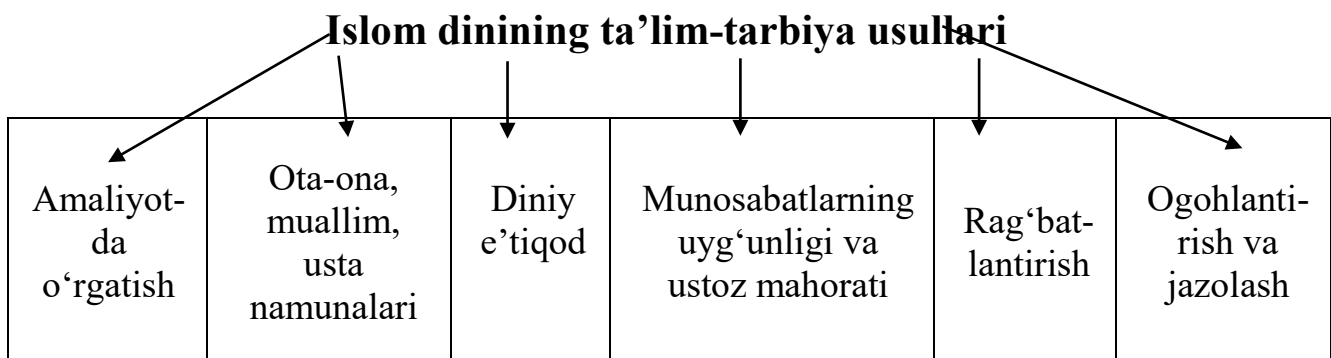 Islom dinining ta’lim-tarbiya usullari
Amaliyot-
da
o‘rgatish
Ota-ona,
muallim,
usta
namunalari
Diniy
e’tiqod
Munosabatlarning
uyg‘unligi va
ustoz mahorati
Rag‘bat-
lantirish
Ogohlanti-
rish va
jazolash